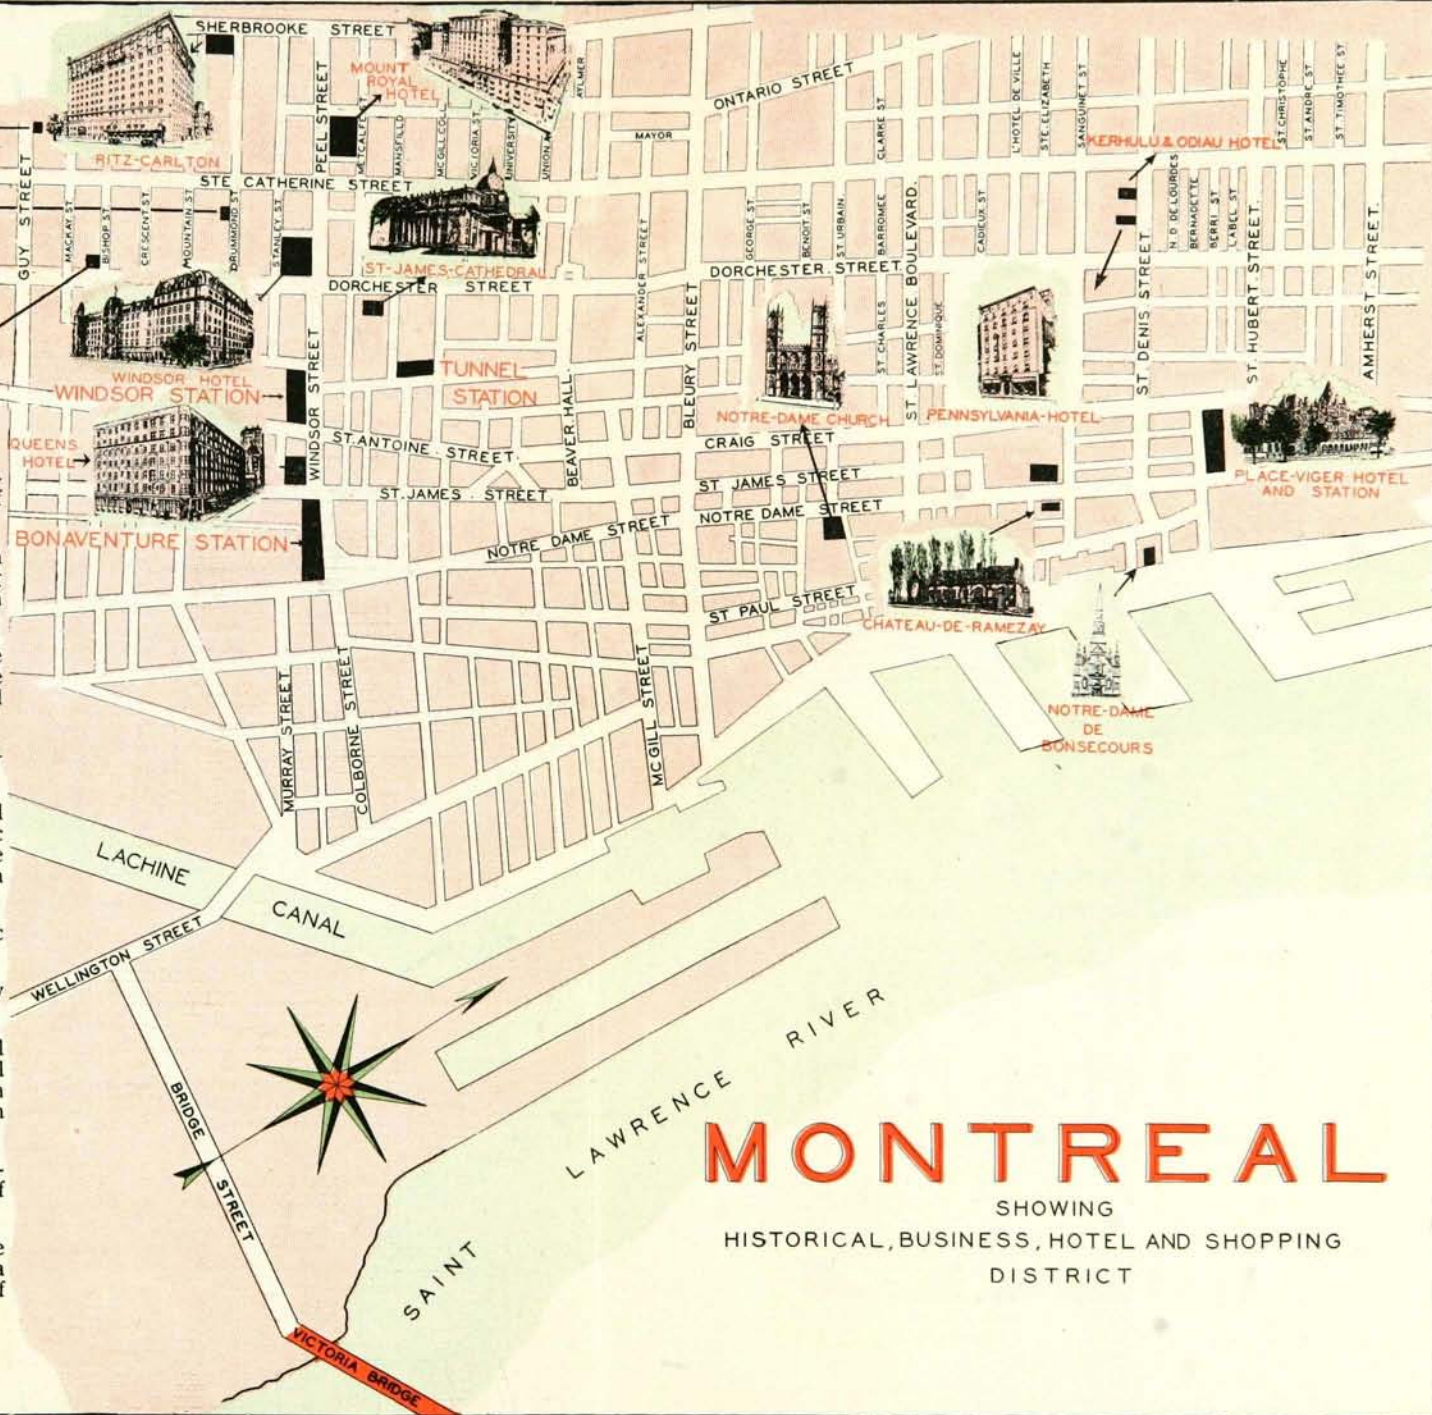 SHERBROOKE STREET
MOUNT
ROYAL
HOTEL
AYLMER
ONTARIO STREET
MAYOR
CLARKE ST
L'HOTEL DE VILLE
STE. ELIZABETH
SANGUINET ST
ST CHRISTOPHE
ST ANDRE ST
ST TIMOTHEE ST
KERHULU & ODIAU HOTEL
RITZ-CARLTON
PEEL STREET
METCALFE ST
MANSFIELD
MCGILL COL.
VICTORIA ST
UNIVERSITY
UNION A
STE CATHERINE STREET
GUY STREET
MACKAY ST
BISHOP ST
CRESCENT ST
MOUNTAIN ST
DRUMMOND ST
STANLEY ST
ST-JAMES-CATHEDRAL
DORCHESTER STREET
ALEXANDER STREET
GEORGE ST
BENOIT ST
ST URBAIN
BARROMEE
ST LAWRENCE BOULEVARD.
CADIEUX ST
N D DE LOURDES
BERNADETTE
BERRI ST
LABEL ST
ST. HUBERT. STREET.
AMHERST. STREET.
ST. DENIS STREET
DORCHESTER. STREET.
ST CHARLES
ST. DOMINIQUE
BLEURY STREET
WINDSOR HOTEL
WINDSOR STATION
WINDSOR STREET
TUNNEL
STATION
BEAVER.HALL.
NOTRE-DAME CHURCH
PENNSYLVANIA-HOTEL
QUEENS
HOTEL
ST.ANTOINE.STREET.
CRAIG STREET
ST.JAMES.STREET
ST JAMES STREET
PLACE-VIGER HOTEL
AND STATION
BONAVENTURE STATION
NOTRE DAME STREET
NOTRE DAME STREET
ST PAUL STREET
CHATEAU-DE-RAMEZAY
MURRAY STREET
COLBORNE STREET
MCGILL STREET
NOTRE-DAME
DE
BONSECOURS
LACHINE
CANAL
WELLINGTON STREET
BRIDGE
STREET
VICTORIA BRIDGE
SAINT
LAWRENCE
RIVER
MONTREAL
SHOWING
HISTORICAL, BUSINESS, HOTEL AND SHOPPING
DISTRICT